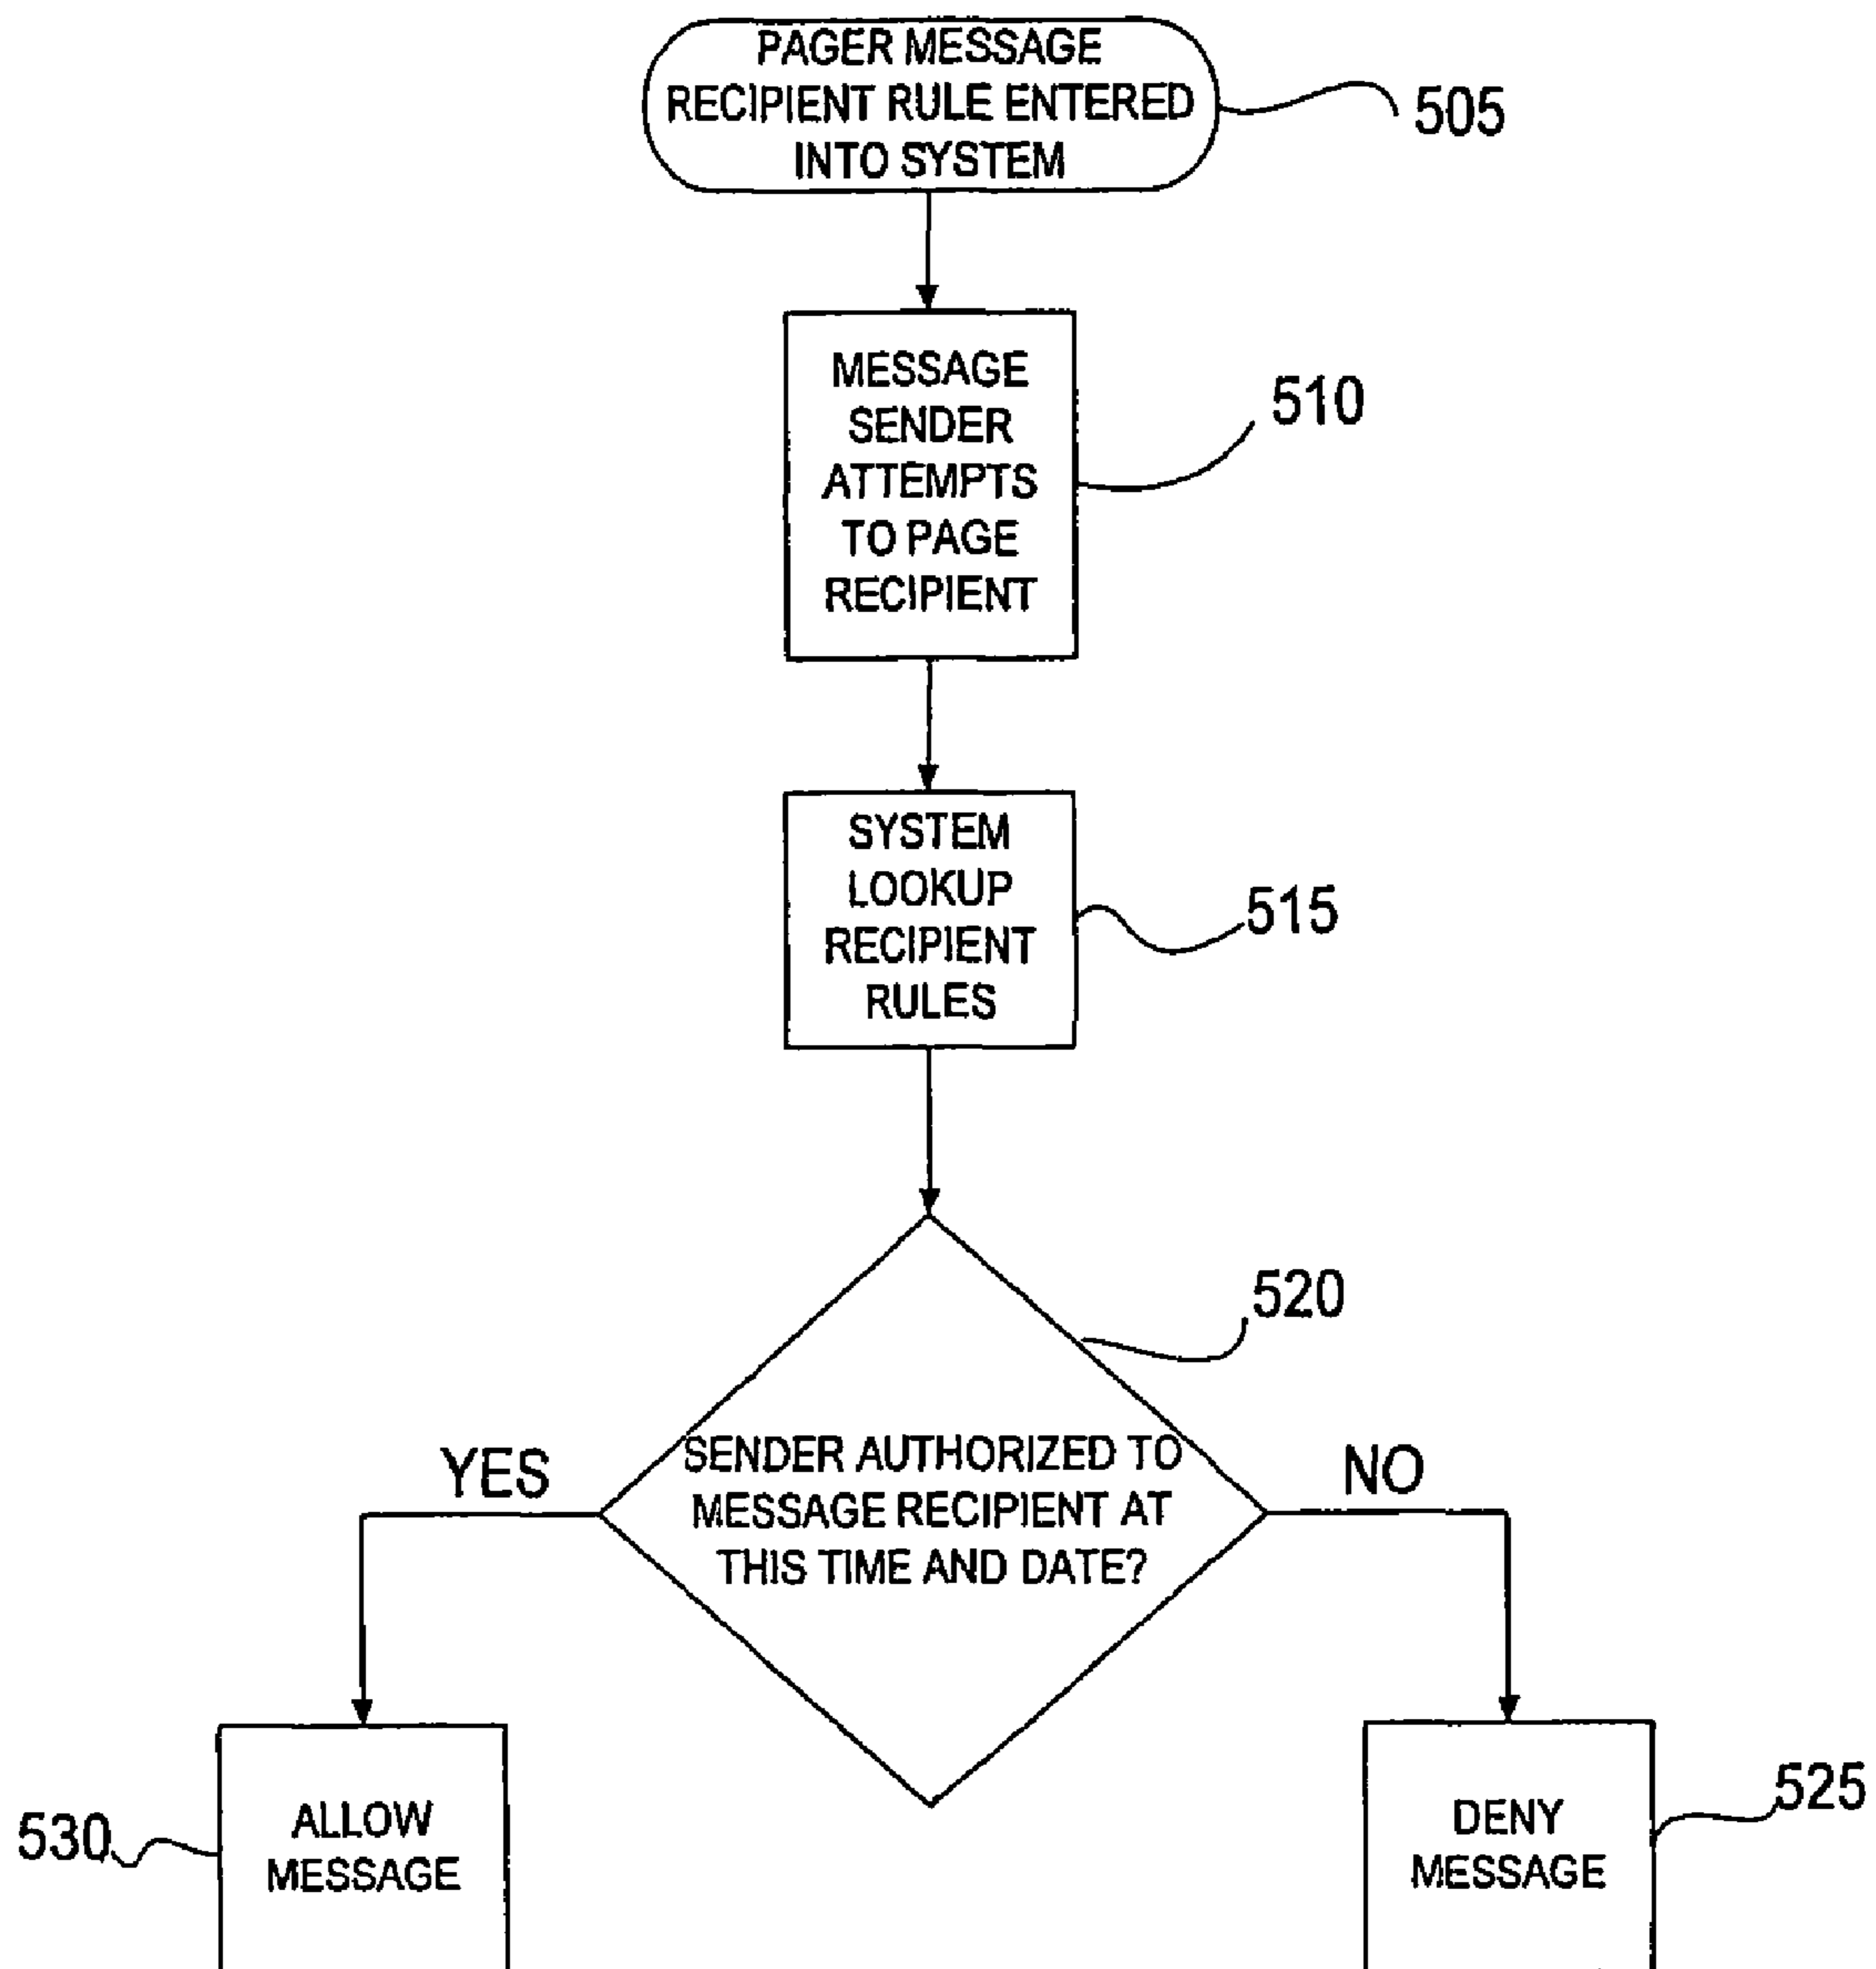 PAGER MESSAGE
RECIPIENT RULE ENTERED
INTO SYSTEM
505
MESSAGE
SENDER
ATTEMPTS
TO PAGE
RECIPIENT
510
SYSTEM
LOOKUP
RECIPIENT
RULES
515
520
SENDER AUTHORIZED TO
MESSAGE RECIPIENT AT
THIS TIME AND DATE?
YES
NO
530
ALLOW
MESSAGE
DENY
MESSAGE
525